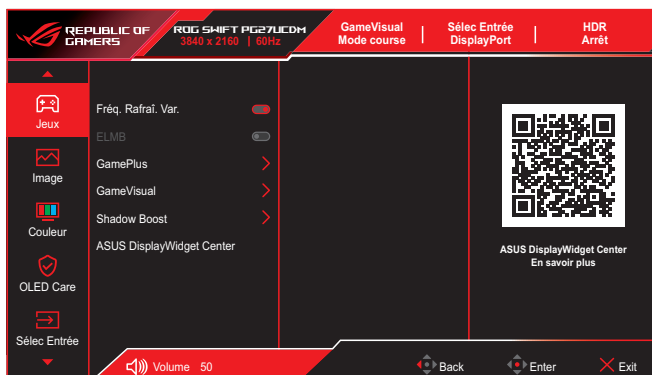 REPUBLIC OF
GAMERS
ROG SWIFT PG27UCDM
3840 x 2160 | 60Hz
GameVisual
Mode course
Sélec Entrée
DisplayPort
HDR
Arrêt
Jeux
Image
Couleur
OLED Care
Sélec Entrée
Fréq. Rafraî. Var.
ELMB
GamePlus
GameVisual
Shadow Boost
ASUS DisplayWidget Center
ASUS DisplayWidget Center
En savoir plus
Volume 50
Back
Enter
Exit